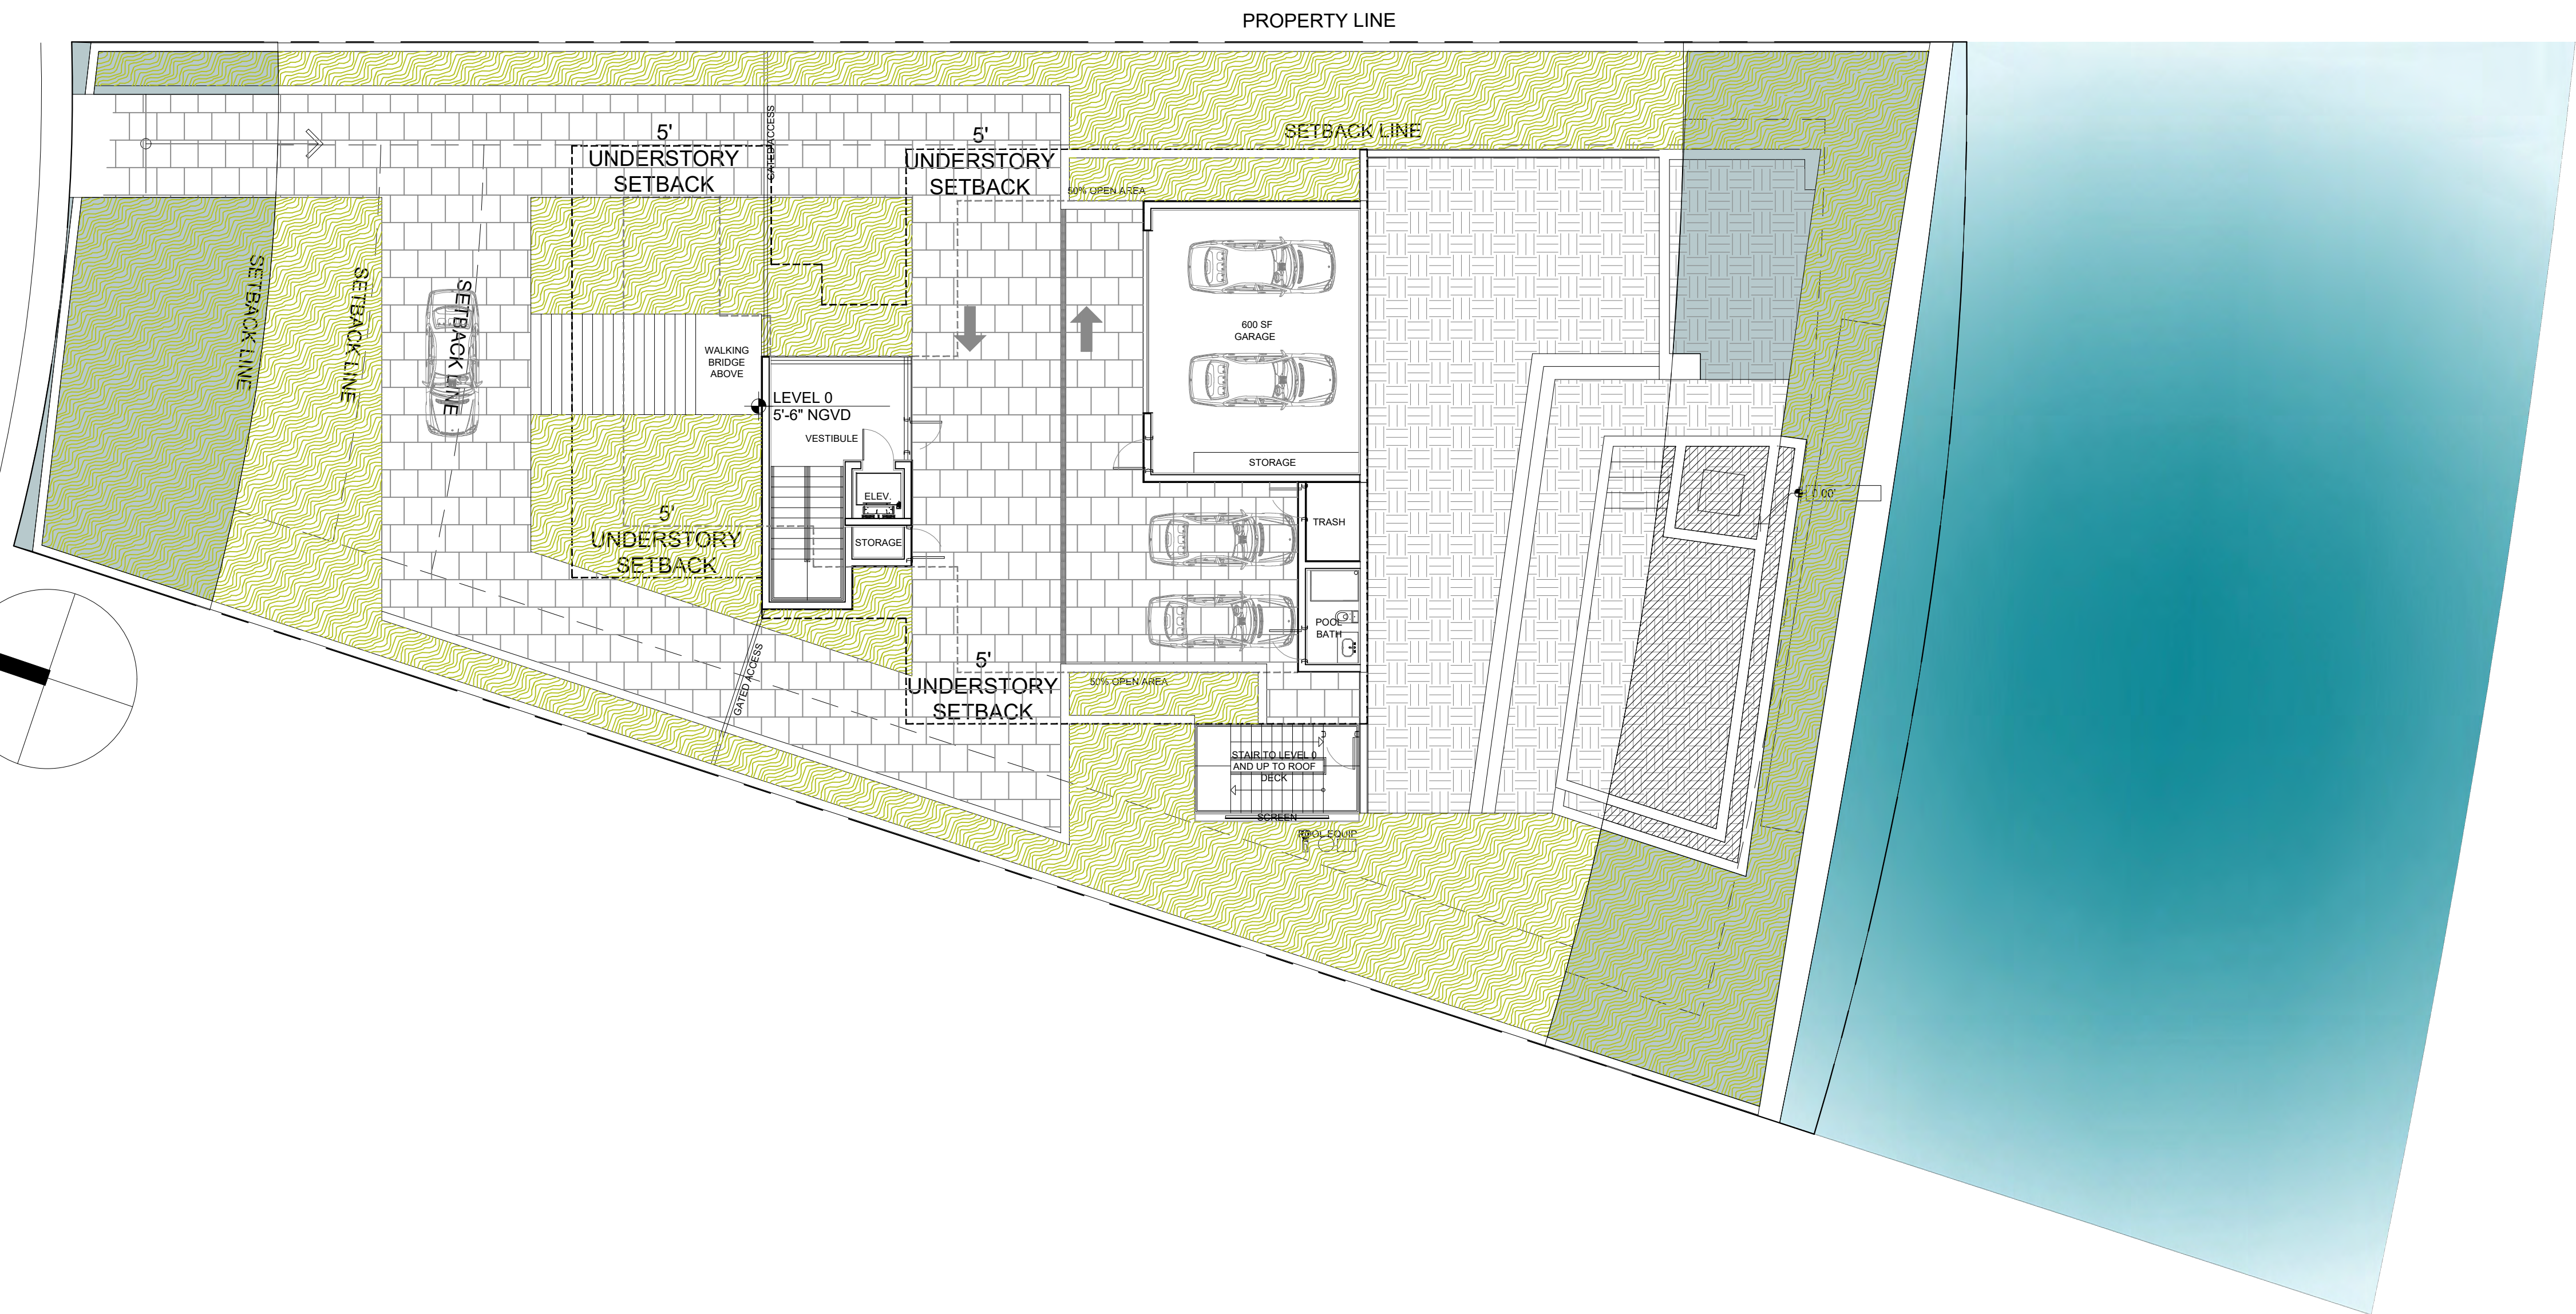 PROPERTY LINE
SETBACK LINE
5'
UNDERSTORY
SETBACK
GATED ACCESS
5'
UNDERSTORY
SETBACK
50% OPEN AREA
SETBACK LINE
SETBACK LINE
SETBACK LINE
WALKING
BRIDGE
ABOVE
600 SF
GARAGE
LEVEL 0
5'-6" NGVD
VESTIBULE
STORAGE
ELEV.
0.00'
5'
UNDERSTORY
SETBACK
STORAGE
TRASH
POOL
BATH
GATED ACCESS
5'
UNDERSTORY
SETBACK
50% OPEN AREA
STAIR TO LEVEL 0
AND UP TO ROOF
DECK
SCREEN
POOL EQUIP